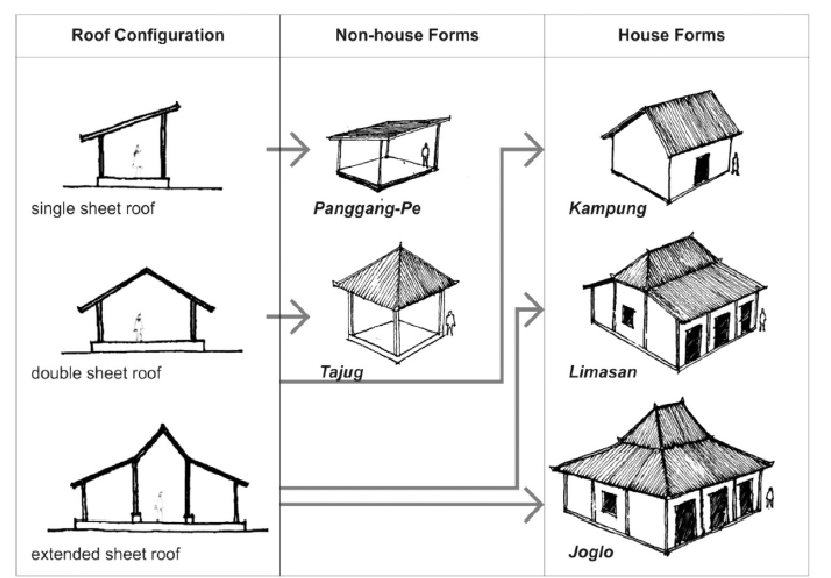 Roof Configuration
Non-house Forms
House Forms
single sheet roof
Panggang-Pe
Kampung
double sheet roof
Tajug
Limasan
extended sheet roof
Joglo